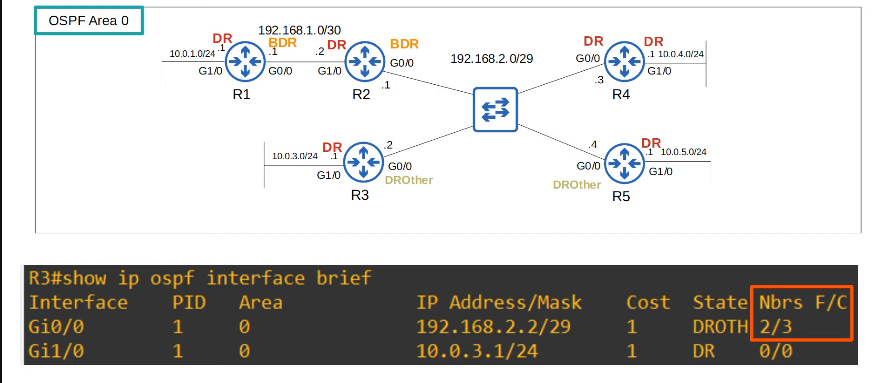 OSPF Area 0
192.168.1.0/30
DR
BDR
DR
BDR
10.0.1.0/24
.1
.1
.2
G1/0
G0/0
G1/0
G0/0
.1
R1
R2
192.168.2.0/29
DR
DR
G0/0
.1
10.0.4.0/24
G1/0
.3
R4
DR
10.0.3.0/24
.1
.2
G1/0
G0/0
DROther
R3
.4
DR
.1
10.0.5.0/24
G0/0
G1/0
DROther
R5
R3#show ip ospf interface brief
Interface PID Area IP Address/Mask Cost State Nbrs F/C
Gi0/0 1 0 192.168.2.2/29 1 DROTH 2/3
Gi1/0 1 0 10.0.3.1/24 1 DR 0/0